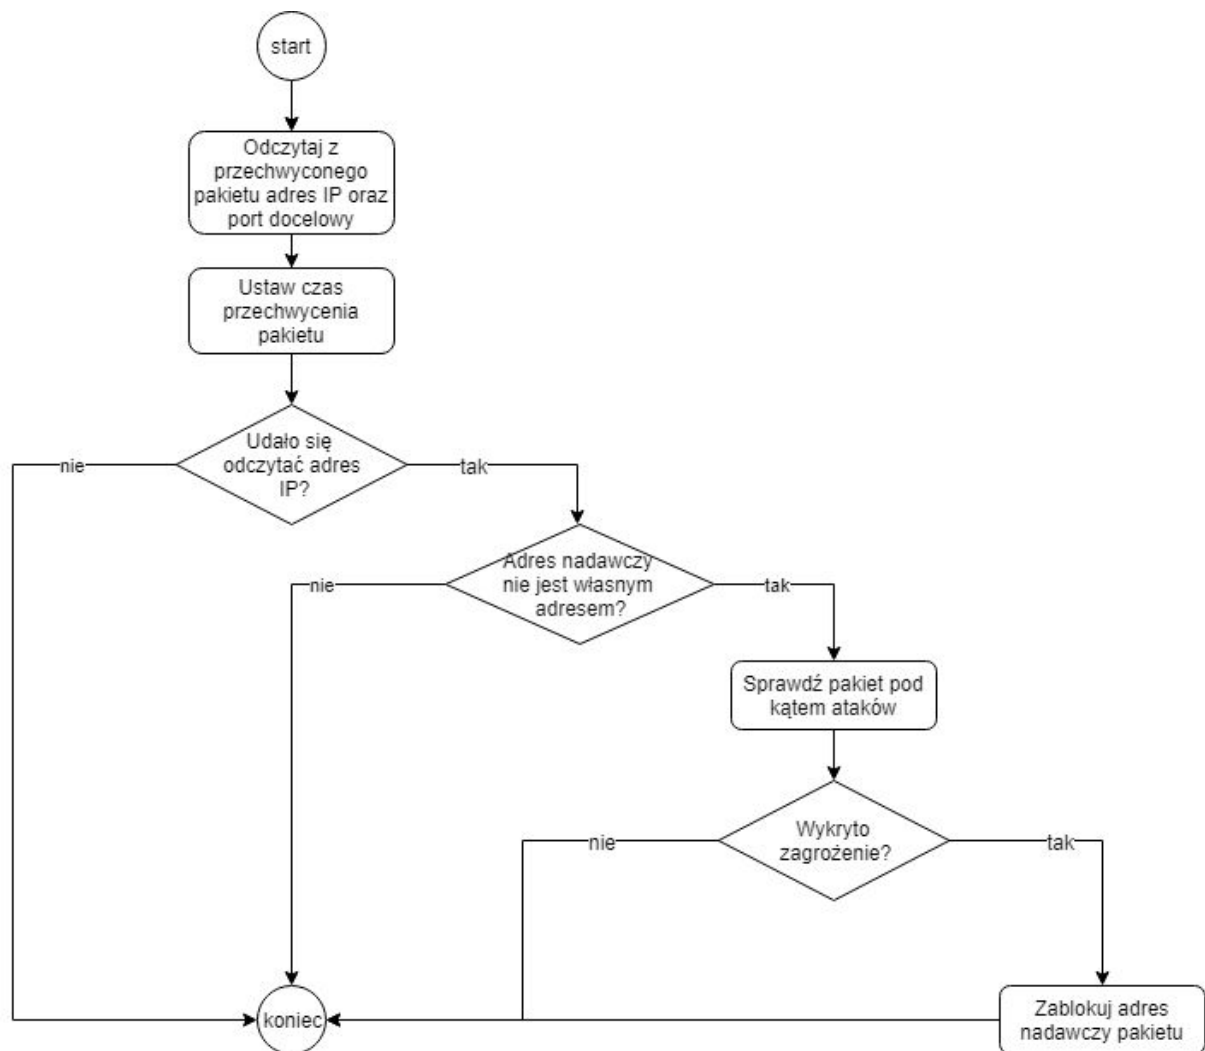 start
Odczytaj z
przechwyconego
pakietu adres IP oraz
port docelowy
Ustaw czas
przechwycenia
pakietu
Udało się
odczytać adres
IP?
nie
tak
Adres nadawczy
nie jest własnym
adresem?
nie
tak
Sprawdź pakiet pod
kątem ataków
Wykryto
zagrożenie?
nie
tak
Zablokuj adres
nadawczy pakietu
koniec